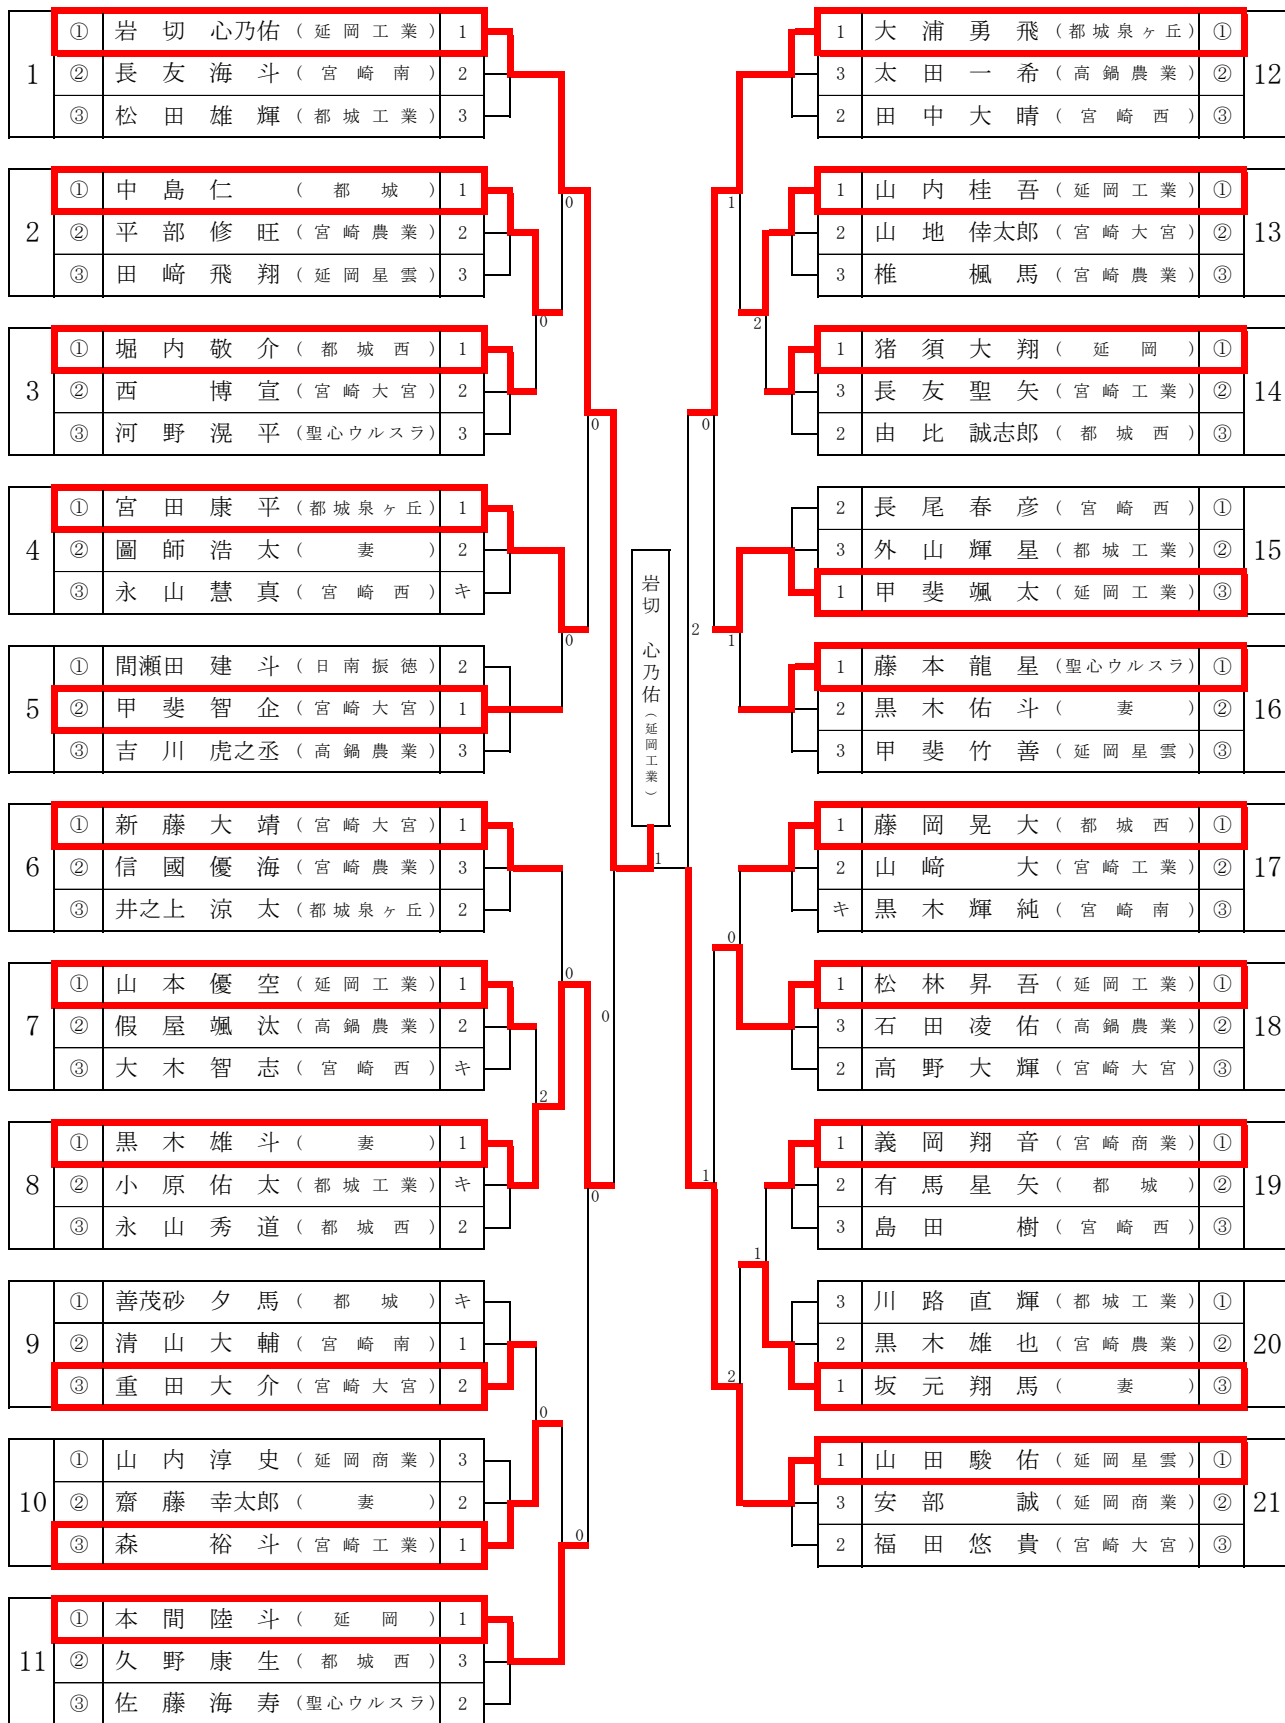 1
① 岩切 心乃佑 (延岡工業) 1
② 長友海斗 (宮崎南) 2
③ 松田雄輝 (都城工業) 3
2
① 中島仁 (都城) 1
② 平部修旺 (宮崎農業) 2
③ 田﨑飛翔 (延岡星雲) 3
0
0
3
① 堀内敬介 (都城西) 1
② 西博宣 (宮崎大宮) 2
③ 河野滉平 (聖心ウルスラ) 3
0
4
① 宮田康平 (都城泉ヶ丘) 1
② 圖師浩太 (妻) 2
③ 永山慧真 (宮崎西) キ
0
5
① 間瀬田建斗 (日南振徳) 2
② 甲斐智企 (宮崎大宮) 1
③ 吉川虎之丞 (高鍋農業) 3
6
① 新藤大靖 (宮崎大宮) 1
② 信國優海 (宮崎農業) 3
③ 井之上涼太 (都城泉ヶ丘) 2
0
7
① 山本優空 (延岡工業) 1
② 假屋颯汰 (高鍋農業) 2
③ 大木智志 (宮崎西) キ
0
2
8
① 黒木雄斗 (妻) 1
② 小原佑太 (都城工業) キ
③ 永山秀道 (都城西) 2
0
9
① 善茂砂夕馬 (都城) キ
② 清山大輔 (宮崎南) 1
③ 重田大介 (宮崎大宮) 2
0
10
① 山内淳史 (延岡商業) 3
② 齋藤幸太郎 (妻) 2
③ 森裕斗 (宮崎工業) 1
0
11
① 本間陸斗 (延岡) 1
② 久野康生 (都城西) 3
③ 佐藤海寿 (聖心ウルスラ) 2
岩切 心乃佑 (延岡工業)
1
1 大浦勇飛 (都城泉ヶ丘) ①
3 太田一希 (高鍋農業) ②
2 田中大晴 (宮崎西) ③
12
1
1 山内桂吾 (延岡工業) ①
2 山地倖太郎 (宮崎大宮) ②
3 椎楓馬 (宮崎農業) ③
13
2
1 猪須大翔 (延岡) ①
3 長友聖矢 (宮崎工業) ②
2 由比誠志郎 (都城西) ③
14
0
2 長尾春彦 (宮崎西) ①
3 外山輝星 (都城工業) ②
1 甲斐颯太 (延岡工業) ③
15
2
1
1 藤本龍星 (聖心ウルスラ) ①
2 黒木佑斗 (妻) ②
3 甲斐竹善 (延岡星雲) ③
16
1 藤岡晃大 (都城西) ①
2 山﨑大 (宮崎工業) ②
キ 黒木輝純 (宮崎南) ③
17
0
1 松林昇吾 (延岡工業) ①
3 石田凌佑 (高鍋農業) ②
2 高野大輝 (宮崎大宮) ③
18
1
1 義岡翔音 (宮崎商業) ①
2 有馬星矢 (都城) ②
3 島田樹 (宮崎西) ③
19
1
3 川路直輝 (都城工業) ①
2 黒木雄也 (宮崎農業) ②
1 坂元翔馬 (妻) ③
20
2
1 山田駿佑 (延岡星雲) ①
3 安部誠 (延岡商業) ②
2 福田悠貴 (宮崎大宮) ③
21